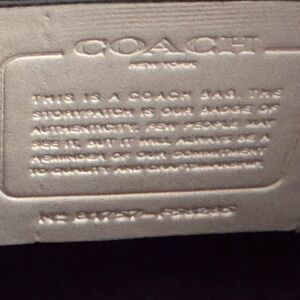 COACH
NEW YORK
THIS IS A COACH BAG. THE
STORYPATCH IS OUR BADGE OF
AUTHENTICITY. FEW PEOPLE MAY
SEE IT, BUT IT WILL ALWAYS BE A
REMINDER OF OUR COMMITMENT
TO QUALITY AND CRAFTSMANSHIP.